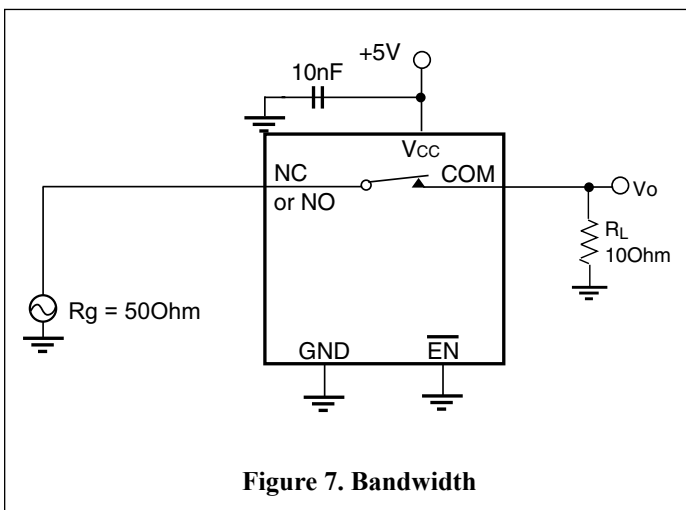 +5V
10nF
VCC
NC
COM
or NO
Vo
RL
10Ohm
Rg = 50Ohm
GND
EN
Figure 7. Bandwidth